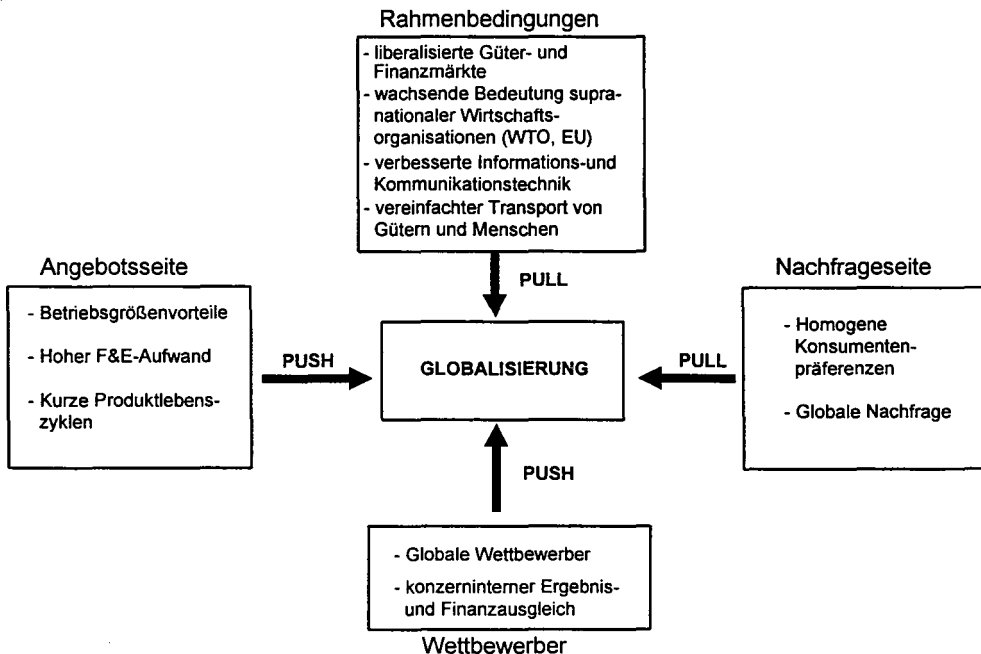 Rahmenbedingungen
- liberalisierte Güter- und
Finanzmärkte
- wachsende Bedeutung supra-
nationaler Wirtschafts-
organisationen (WTO, EU)
- verbesserte Informations-und
Kommunikationstechnik
- vereinfachter Transport von
Gütern und Menschen
PULL
Angebotsseite
- Betriebsgrößenvorteile
- Hoher F&E-Aufwand
- Kurze Produktlebens-
zyklen
PUSH
GLOBALISIERUNG
PULL
Nachfrageseite
- Homogene
Konsumenten-
präferenzen
- Globale Nachfrage
PUSH
- Globale Wettbewerber
- konzerninterner Ergebnis-
und Finanzausgleich
Wettbewerber